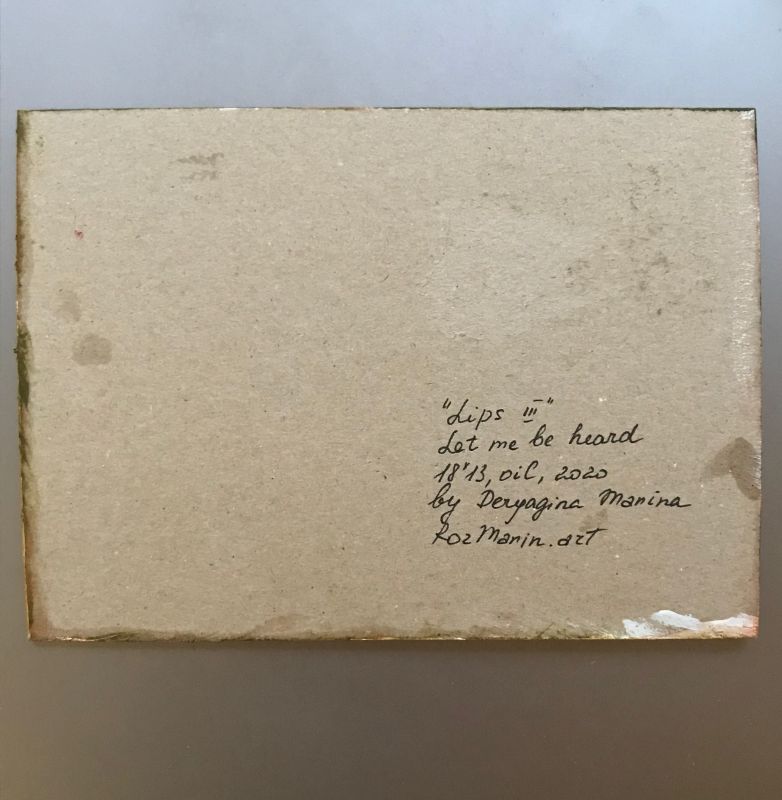 "Lips III"
Let me be heard
18*13, oil, 2020
by Deryagina Marina
RozMarin.art